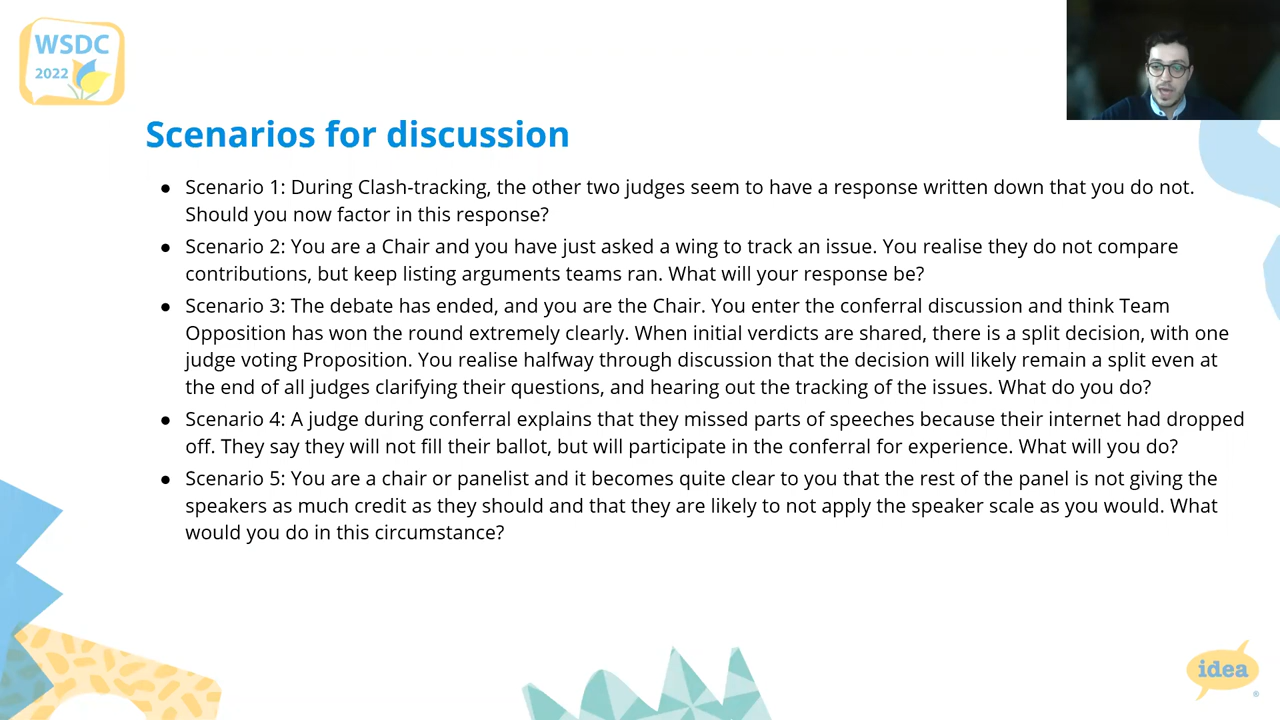 WSDC
2022
Scenarios for discussion
● Scenario 1: During Clash-tracking, the other two judges seem to have a response written down that you do not.
Should you now factor in this response?
● Scenario 2: You are a Chair and you have just asked a wing to track an issue. You realise they do not compare
contributions, but keep listing arguments teams ran. What will your response be?
● Scenario 3: The debate has ended, and you are the Chair. You enter the conferral discussion and think Team
Opposition has won the round extremely clearly. When initial verdicts are shared, there is a split decision, with one
judge voting Proposition. You realise halfway through discussion that the decision will likely remain a split even at
the end of all judges clarifying their questions, and hearing out the tracking of the issues. What do you do?
● Scenario 4: A judge during conferral explains that they missed parts of speeches because their internet had dropped
off. They say they will not fill their ballot, but will participate in the conferral for experience. What will you do?
● Scenario 5: You are a chair or panelist and it becomes quite clear to you that the rest of the panel is not giving the
speakers as much credit as they should and that they are likely to not apply the speaker scale as you would. What
would you do in this circumstance?
idea
®